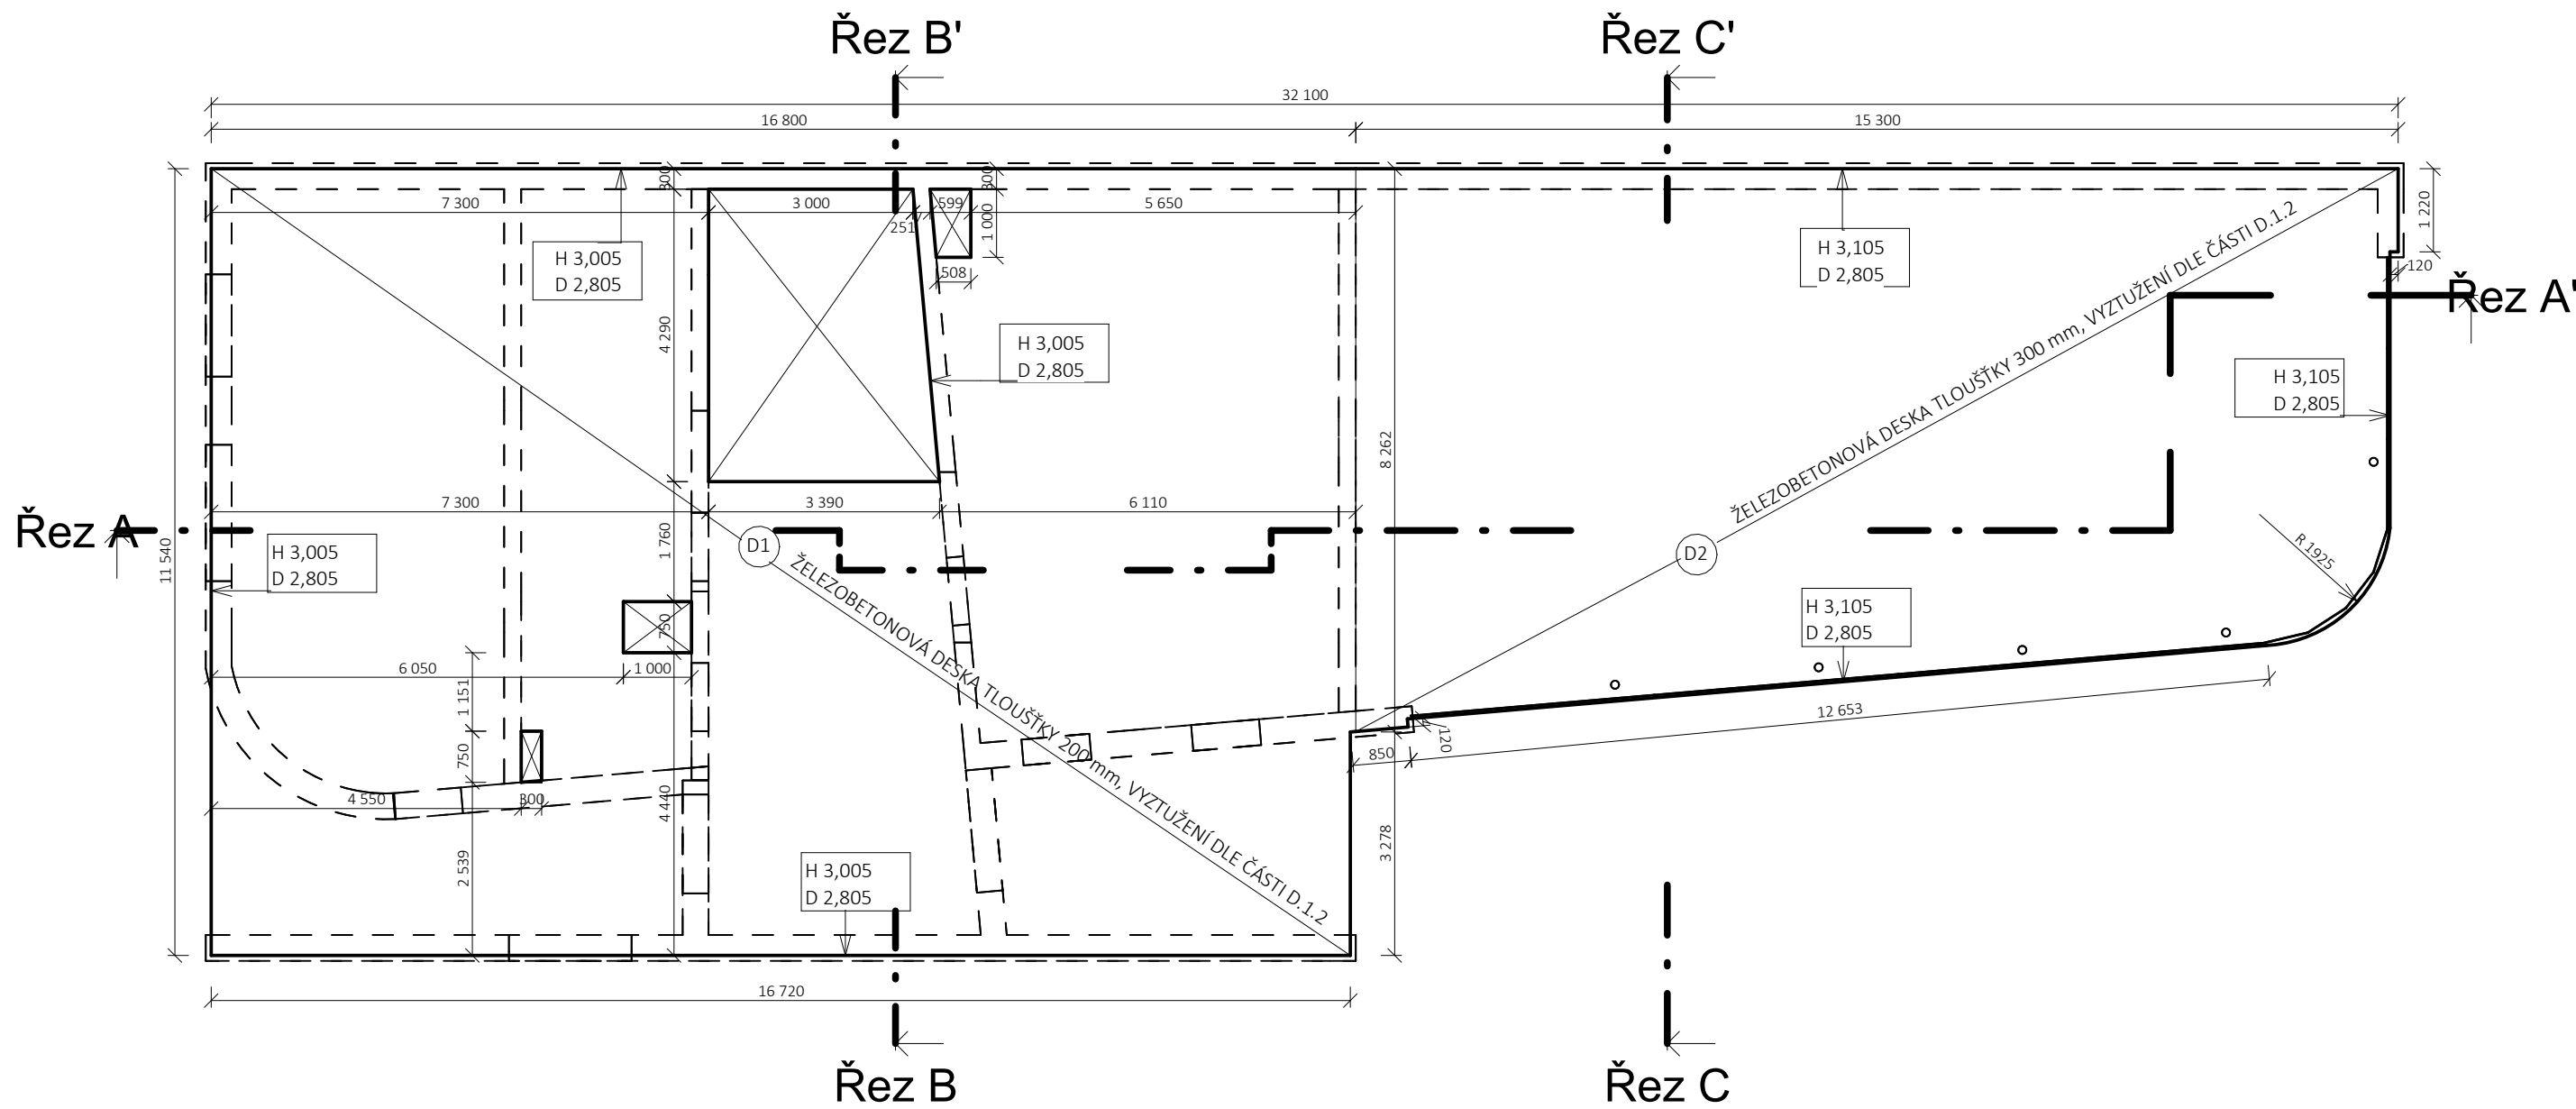 Řez B'
Řez C'
32 100
16 800
15 300
300
300
7 300
3 000
599
5 650
251
1 000
1 220
H 3,005
D 2,805
508
H 3,105
D 2,805
120
Řez A'
4 290
H 3,005
D 2,805
ŽELEZOBETONOVÁ DESKA TLOUŠŤKY 300 mm, VYZTUŽENÍ DLE ČÁSTI D.1.2
H 3,105
D 2,805
8 262
7 300
3 390
6 110
Řez A
11 540
1 760
D1
D2
R 1925
H 3,005
D 2,805
ŽELEZOBETONOVÁ DESKA TLOUŠŤKY 200 mm, VYZTUŽENÍ DLE ČÁSTI D.1.2
H 3,105
D 2,805
750
6 050
1 000
1 151
12 653
120
850
750
4 550
300
4 440
3 278
2 539
H 3,005
D 2,805
16 720
Řez B
Řez C